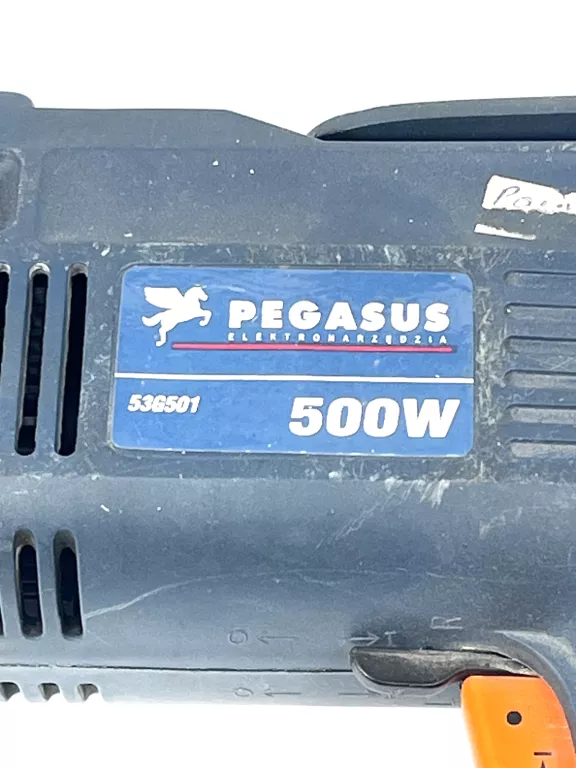 PEGASUS
ELEKTRONARZĘDZIA
53G501
500W
R